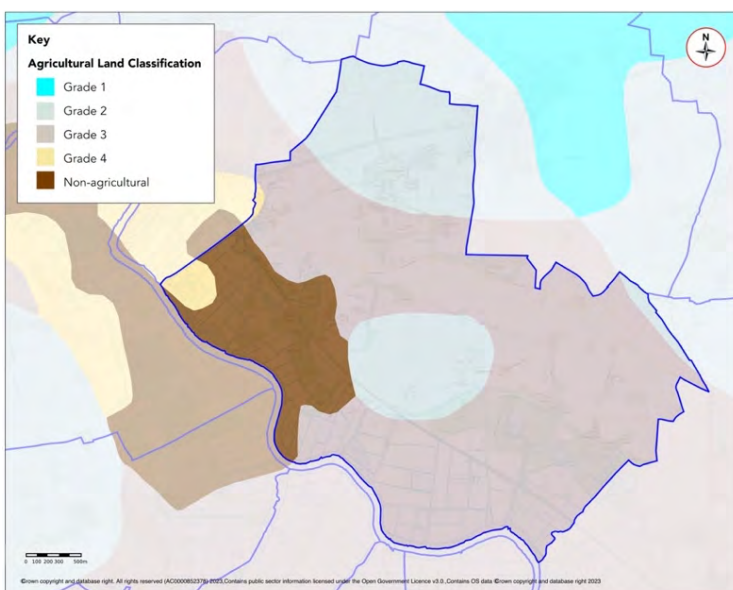 Key
Agricultural Land Classification
Grade 1
Grade 2
Grade 3
Grade 4
Non-agricultural
N
0 100 200 300 500m
©rown copyright and database right. All rights reserved (AC0000852378) 2023,Contains public sector information licensed under the Open Government Licence v3.0.,Contains OS data ©rown copyright and database right 2023